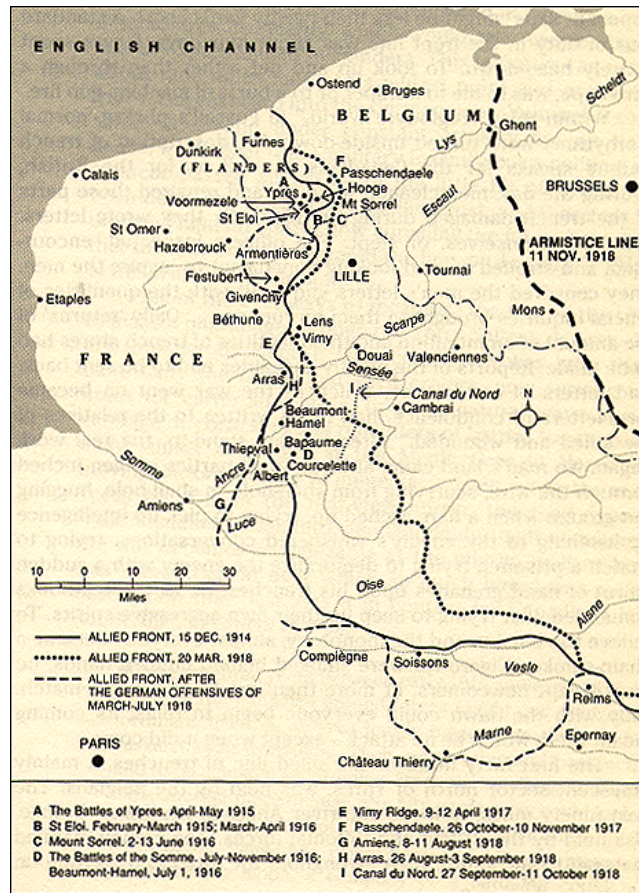 ENGLISH CHANNEL
Ostend
Bruges
Scheldt
BELGIUM
Ghent
Furnes
Lys
Dunkirk
(FLANDERS)
F
Passchendaele
Calais
A
Ypres
Hooge
Escaut
BRUSSELS
Voormezele
Mt Sorrel
St Eloi
B
C
St Omer
ARMISTICE LINE
11 NOV. 1918
Hazebrouck
Armentières
LILLE
Tournai
Festubert
Etaples
Givenchy
Mons
Béthune
Lens
Scarpe
Vimy
E
Douai
Valenciennes
FRANCE
Sensée
Arras
H
I
Canal du Nord
N
Cambrai
Beaumont-
Hamel
Bapaume
Thiepval
D
Somme
Ancre
Courcelette
Albert
Amiens
G
Luce
10
0
10
20
30
Miles
Oise
Aisne
ALLIED FRONT, 15 DEC. 1914
ALLIED FRONT, 20 MAR. 1918
Complègne
Soissons
Vesle
ALLIED FRONT, AFTER
THE GERMAN OFFENSIVES OF
MARCH-JULY 1918
Reims
PARIS
Marne
Epernay
Château Thierry
A The Battles of Ypres. April-May 1915
B St Eloi. February-March 1915; March-April 1916
C Mount Sorrel. 2-13 June 1916
D The Battles of the Somme. July-November 1916;
Beaumont-Hamel, July 1, 1916
E Vimy Ridge. 9-12 April 1917
F Passchendaele. 26 October-10 November 1917
G Amiens. 8-11 August 1918
H Arras. 26 August-3 September 1918
I Canal du Nord. 27 September-11 October 1918